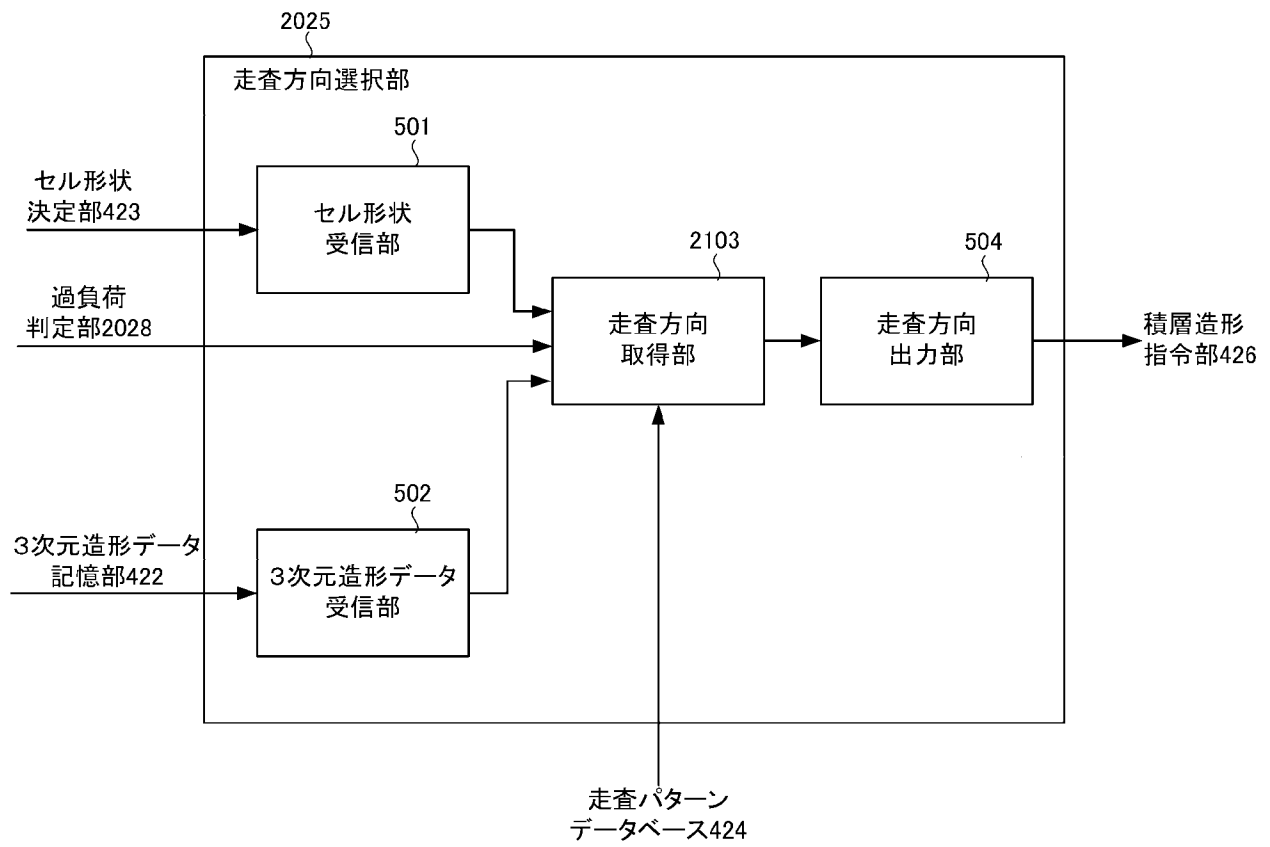 2025
走査方向選択部
501
セル形状
決定部423
セル形状
受信部
2103
504
過負荷
判定部2028
走査方向
取得部
走査方向
出力部
積層造形
指令部426
502
3次元造形データ
記憶部422
3次元造形データ
受信部
走査パターン
データベース424